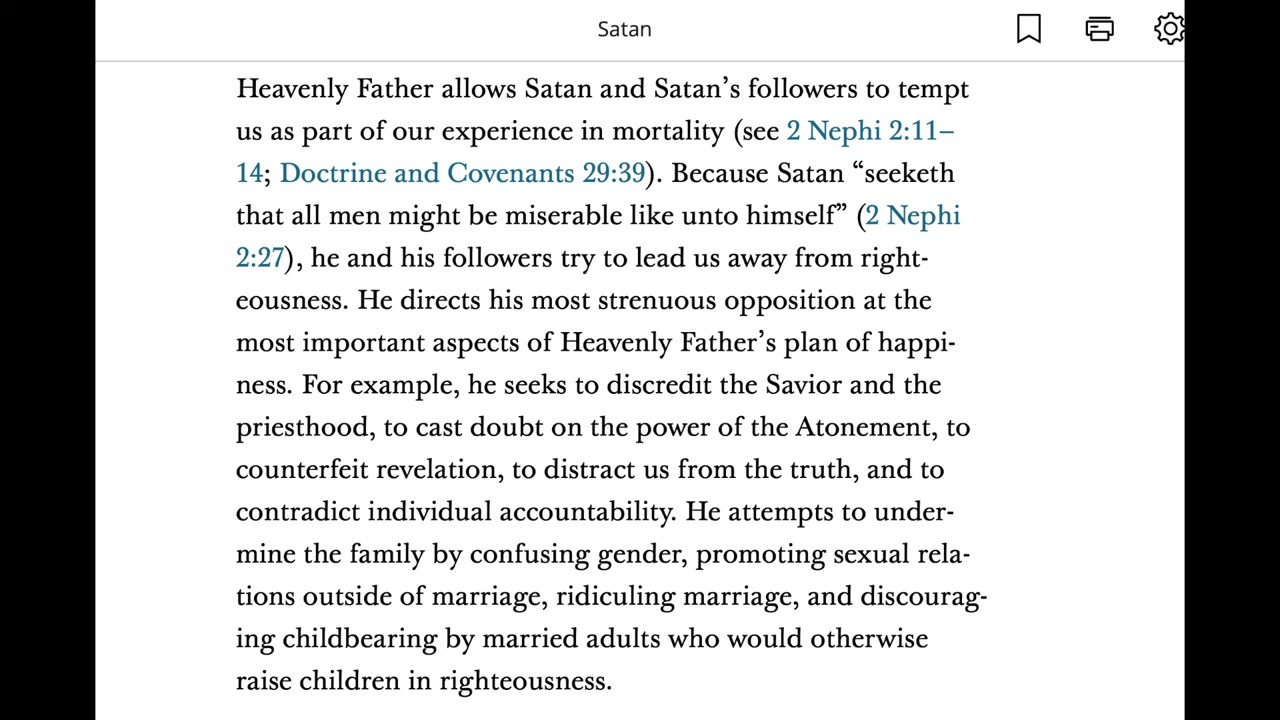 Satan
Heavenly Father allows Satan and Satan’s followers to tempt
us as part of our experience in mortality (see 2 Nephi 2:11–
14; Doctrine and Covenants 29:39). Because Satan “seeketh
that all men might be miserable like unto himself” (2 Nephi
2:27), he and his followers try to lead us away from right-
eousness. He directs his most strenuous opposition at the
most important aspects of Heavenly Father’s plan of happi-
ness. For example, he seeks to discredit the Savior and the
priesthood, to cast doubt on the power of the Atonement, to
counterfeit revelation, to distract us from the truth, and to
contradict individual accountability. He attempts to under-
mine the family by confusing gender, promoting sexual rela-
tions outside of marriage, ridiculing marriage, and discourag-
ing childbearing by married adults who would otherwise
raise children in righteousness.